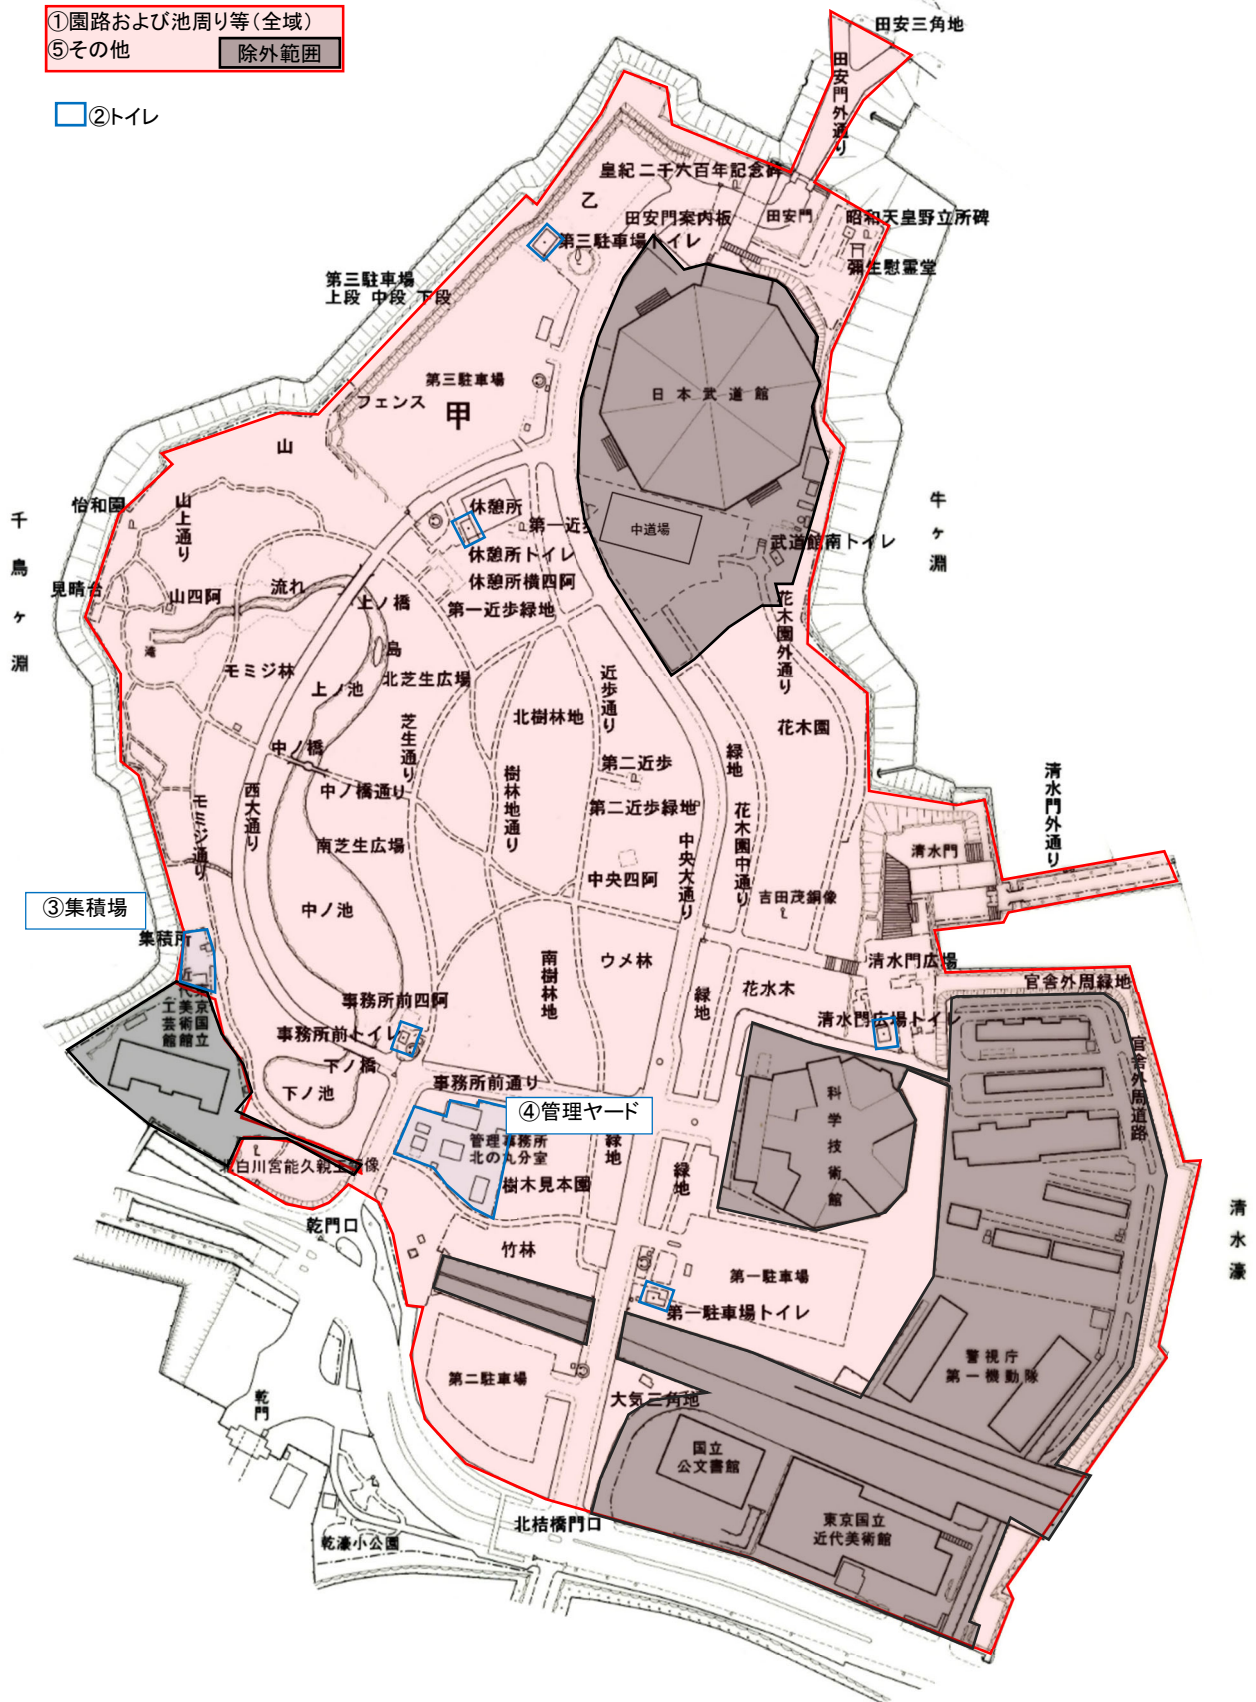 ①園路および池周り等(全域)
⑤その他
除外範囲
②トイレ
田安三角地
田安門外通り
皇紀二千六百年記念碑
乙
田安門案内板
田安門
昭和天皇野立所碑
第三駐車場トイレ
彌生慰霊堂
第三駐車場
上段 中段 下段
第三駐車場
フェンス
甲
日本武道館
山
千鳥ヶ淵
怡和園
山上通り
休憩所
第一近歩
中道場
武道館南トイレ
牛ヶ淵
休憩所トイレ
休憩所横四阿
見晴台
山四阿
流れ
上ノ橋
第一近歩緑地
花木園外通り
滝
島
モミジ林
上ノ池
北芝生広場
近歩通り
北樹林地
芝生通り
花木園
中ノ橋
緑地
第二近歩
樹林地通り
中ノ橋通り
西大通り
モミジ通り
第二近歩緑地
花木園中通り
清水門外通り
南芝生広場
中央大通り
清水門
中央四阿
吉田茂銅像
③集積場
中ノ池
集積所
南樹林地
ウメ林
清水門広場
東京国立
近代美術館
工芸館
花水木
緑地
官舎外周緑地
事務所前四阿
事務所前トイレ
清水門広場トイレ
下ノ橋
官舎外周道路
下ノ池
事務所前通り
④管理ヤード
科学技術館
管理事務所
北の丸分室
緑地
緑地
北白川宮能久親王銅像
樹木見本園
清水濠
乾門口
竹林
第一駐車場
第一駐車場トイレ
警視庁
第一機動隊
第二駐車場
大気三角地
乾門
国立
公文書館
北桔橋門口
東京国立
近代美術館
乾濠小公園